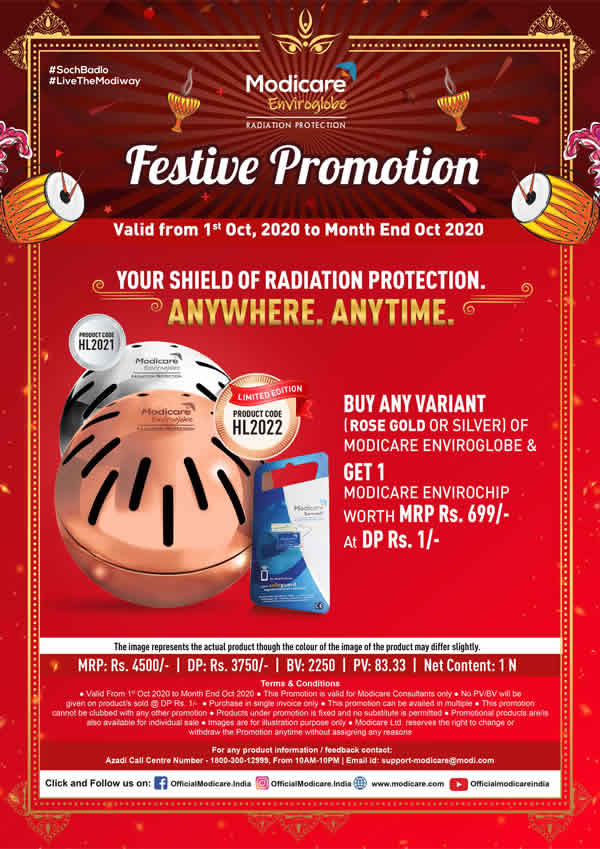 #SochBadlo
#LiveTheModiway
Modicare
Enviroglobe
RADIATION PROTECTION
Festive Promotion
Valid from 1st Oct, 2020 to Month End Oct 2020
YOUR SHIELD OF RADIATION PROTECTION.
ANYWHERE. ANYTIME.
PRODUCT CODE
HL2021
Modicare
Enviroglobe
RADIATION PROTECTION
LIMITED EDITION
PRODUCT CODE
HL2022
Modicare
Enviroglobe
RADIATION PROTECTION
Modicare
BUY ANY VARIANT
(ROSE GOLD OR SILVER) OF
MODICARE ENVIROGLOBE &
GET 1
MODICARE ENVIROCHIP
WORTH MRP Rs. 699/-
At DP Rs. 1/-
The image represents the actual product though the colour of the image of the product may differ slightly.
MRP: Rs. 4500/- | DP: Rs. 3750/- | BV: 2250 | PV: 83.33 | Net Content: 1 N
Terms & Conditions
● Valid From 1st Oct 2020 to Month End Oct 2020 ● This Promotion is valid for Modicare Consultants only ● No PV/BV will be
given on product's sold @ DP Rs. 1/- ● Purchase in single invoice only ● This promotion can be availed in multiple ● This promotion
cannot be clubbed with any other promotion ● Products under promotion is fixed and no substitute is permitted ● Promotional products are/is
also available for individual sale ● Images are for illustration purpose only ● Modicare Ltd. reserves the right to change or
withdraw the Promotion anytime without assigning any reasons
For any product information / feedback contact:
Azadi Call Centre Number - 1800-300-12999, From 10AM-10PM | Email id: support-modicare@modi.com
Click and Follow us on: OfficialModicare.India OfficialModicare.India www.modicare.com Officialmodicareindia